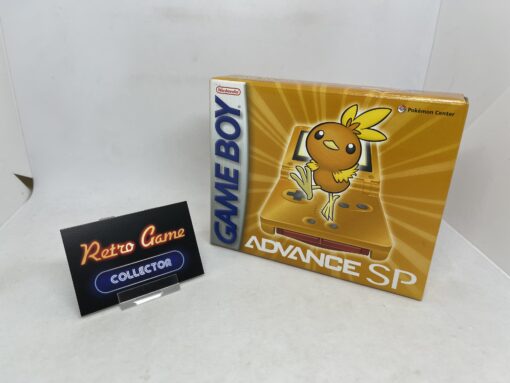 Nintendo
GAME BOY
Pokémon Center
ADVANCE SP
Retro Game
COLLECTOR